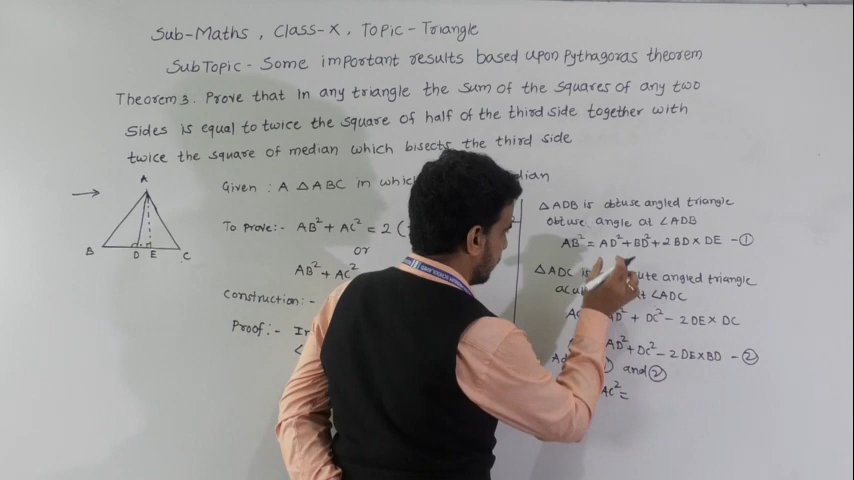 Sub-Maths, Class-X, Topic-Triangle
SubTopic - Some important results based upon Pythagoras theorem
Theorem 3. Prove that in any triangle the sum of the squares of any two
sides is equal to twice the square of half of the third side together with
twice the square of median which bisects the third side
A
B
D E
C
Given : A △ABC in which dian
To Prove:- AB² + AC² = 2 (
or
AB² + AC²
Construction: -
Proof:- In
∠
△ADB is obtuse angled triangle
obtuse angle at ∠ADB
AB² = AD² + BD² + 2BD × DE - ①
△ADC is angled triangle
at ∠ADC
+ DC² - 2DE × DC
AD² + DC² - 2DE×BD - ②
and ②
AC² =